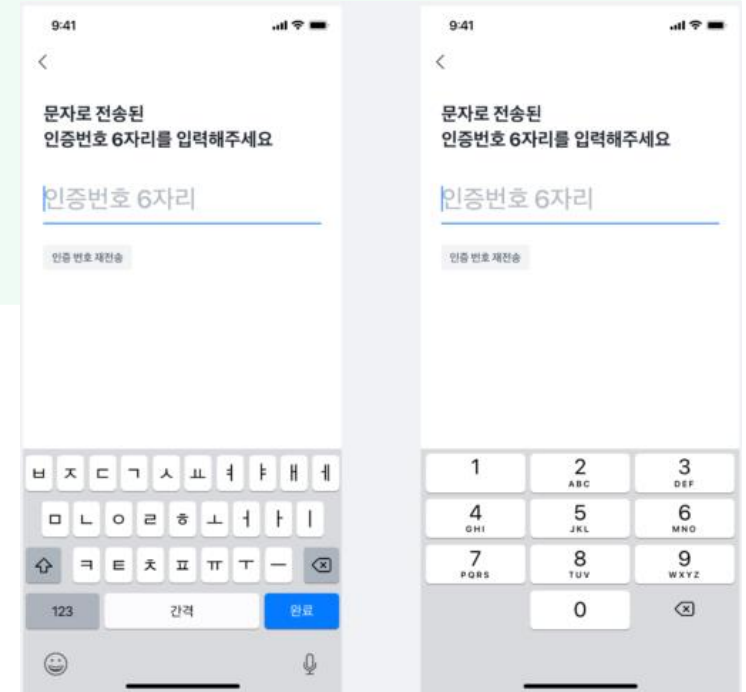 9:41
문자로 전송된
인증번호 6자리를 입력해주세요
인증번호 6자리
인증 번호 재전송
ㅂ ㅈ ㄷ ㄱ ㅅ ㅛ ㅕ ㅑ ㅐ ㅔ
ㅁ ㄴ ㅇ ㄹ ㅎ ㅗ ㅓ ㅏ ㅣ
ㅋ ㅌ ㅊ ㅍ ㅠ ㅜ ㅡ
123 간격 완료
9:41
문자로 전송된
인증번호 6자리를 입력해주세요
인증번호 6자리
인증 번호 재전송
1 2 3
ABC DEF
4 5 6
GHI JKL MNO
7 8 9
PQRS TUV WXYZ
0